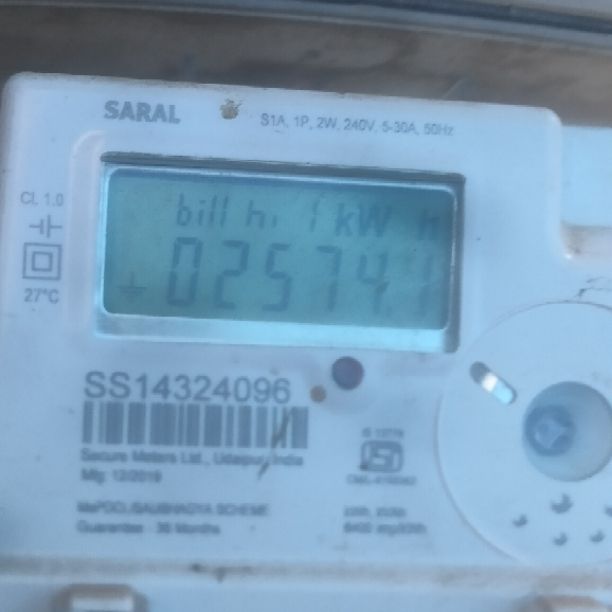 SARAL
S1A, 1P, 2W, 240V, 5-30A, 50Hz
Cl. 1.0
bill hi 1 kW h
02574.1
27°C
SS14324096
Secure Meters Ltd., Udaipur, India
Mfg: 12/2019
SAUBHAGYA SCHEME
Guarantee : 36 Months